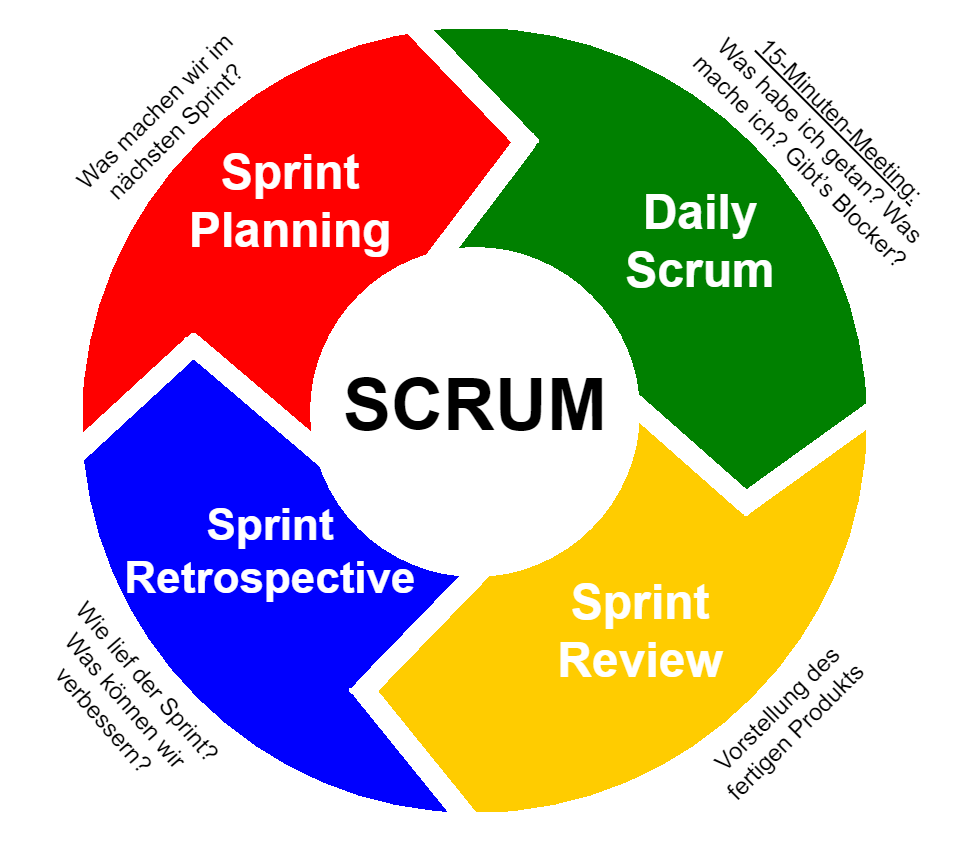 Was machen wir im
nächsten Sprint?
Sprint
Planning
15-Minuten-Meeting:
Was habe ich getan? Was
mache ich? Gibt's Blocker?
Daily
Scrum
SCRUM
Sprint
Retrospective
Wie lief der Sprint?
Was können wir
verbessern?
Sprint
Review
Vorstellung des
fertigen Produkts